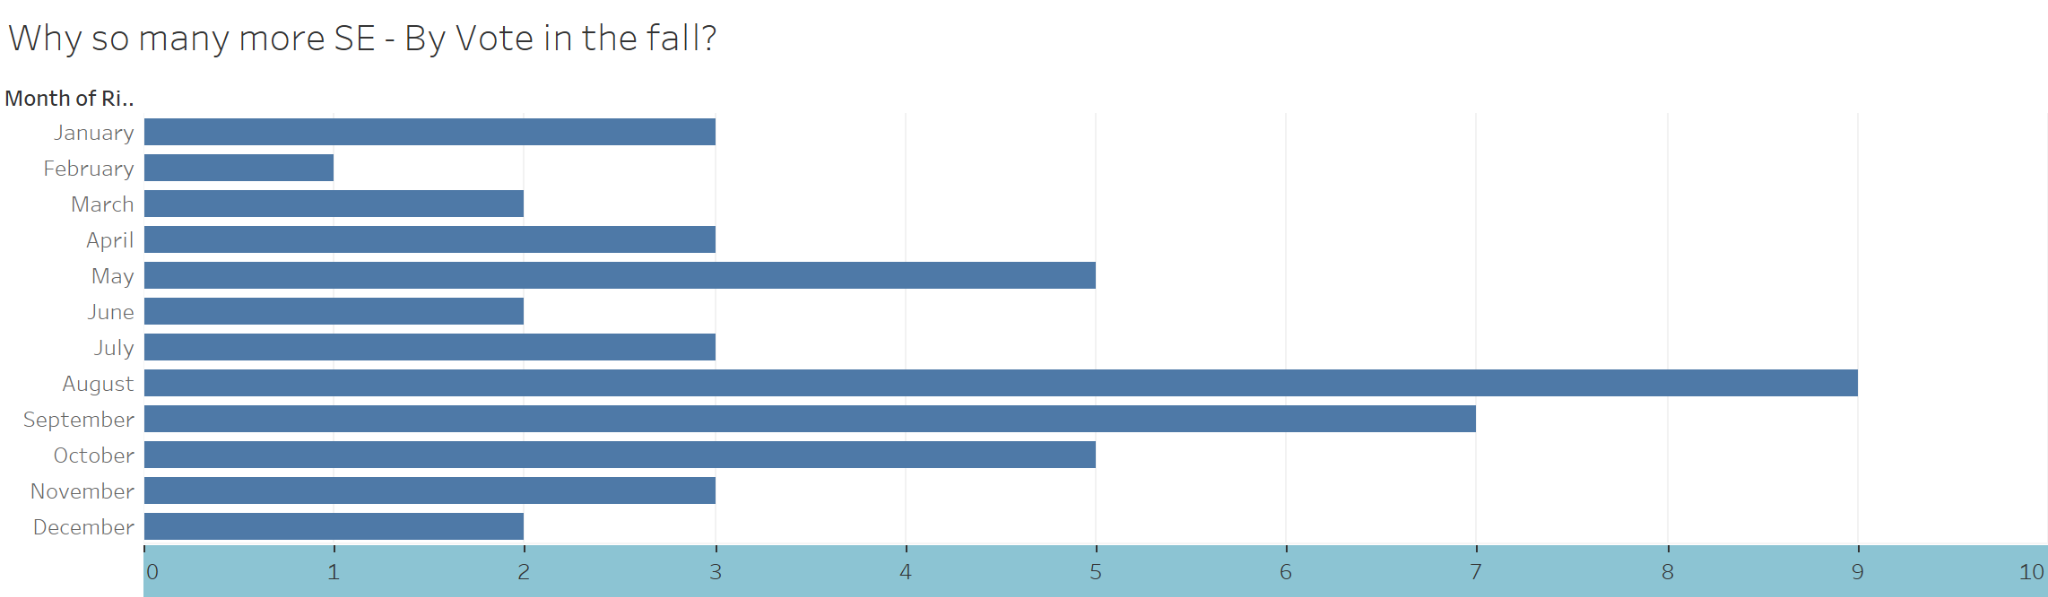 Why so many more SE - By Vote in the fall?
Month of Ri..
January
February
March
April
May
June
July
August
September
October
November
December
0 1 2 3 4 5 6 7 8 9 10